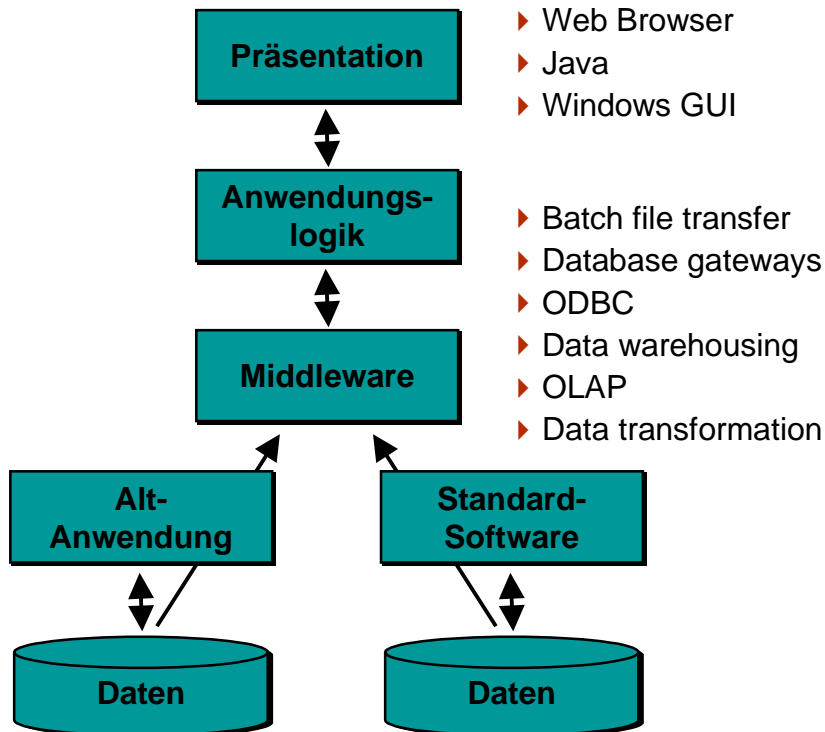 Präsentation
Web Browser
Java
Windows GUI
Anwendungs-
logik
Batch file transfer
Database gateways
ODBC
Data warehousing
OLAP
Data transformation
Middleware
Alt-
Anwendung
Standard-
Software
Daten
Daten